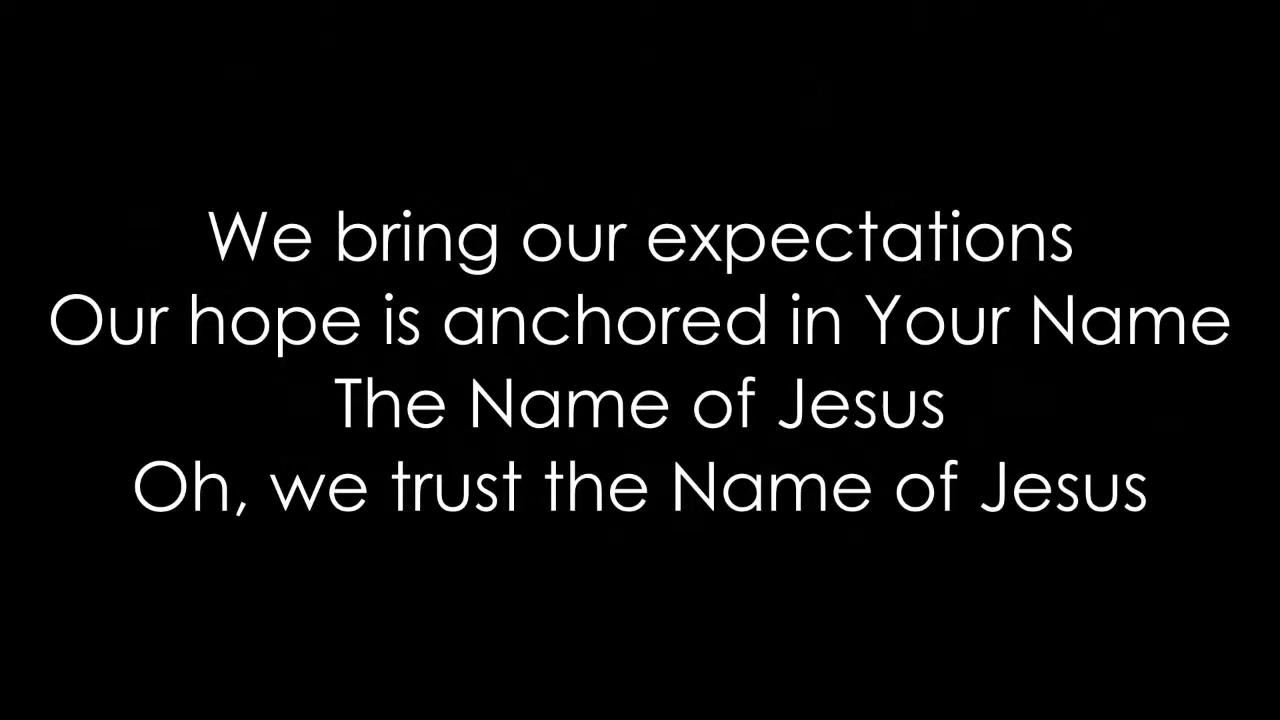 We bring our expectations
Our hope is anchored in Your Name
The Name of Jesus
Oh, we trust the Name of Jesus